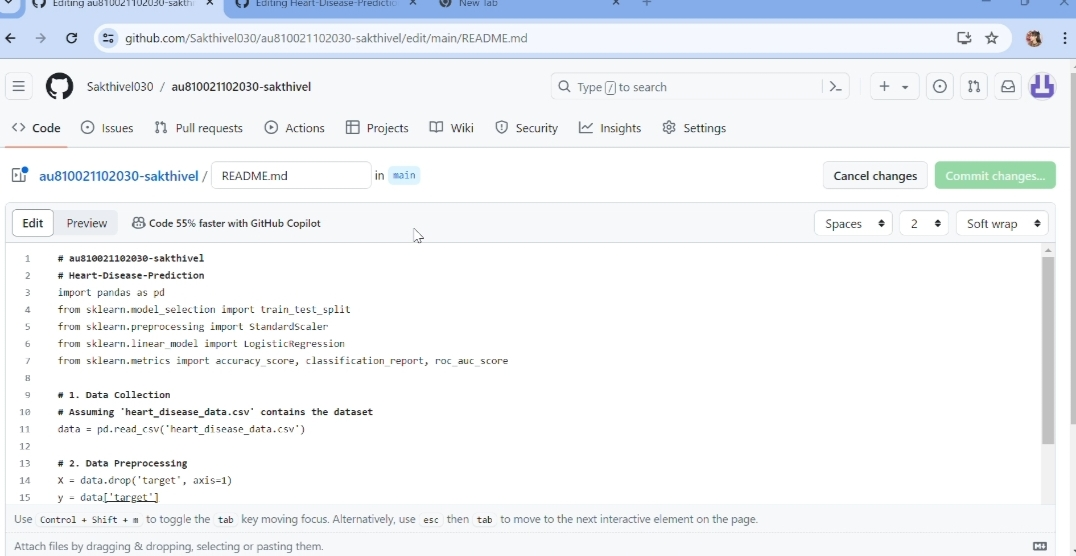 Editing au810021102030-sakthi
Editing Heart-Disease-Predictio
New Tab
github.com/Sakthivel030/au810021102030-sakthivel/edit/main/README.md
Sakthivel030 / au810021102030-sakthivel
Type / to search
Code
Issues
Pull requests
Actions
Projects
Wiki
Security
Insights
Settings
au810021102030-sakthivel / README.md in main
Cancel changes
Commit changes...
Edit
Preview
Code 55% faster with GitHub Copilot
Spaces
2
Soft wrap
1 # au810021102030-sakthivel
2 # Heart-Disease-Prediction
3 import pandas as pd
4 from sklearn.model_selection import train_test_split
5 from sklearn.preprocessing import StandardScaler
6 from sklearn.linear_model import LogisticRegression
7 from sklearn.metrics import accuracy_score, classification_report, roc_auc_score
8
9 # 1. Data Collection
10 # Assuming 'heart_disease_data.csv' contains the dataset
11 data = pd.read_csv('heart_disease_data.csv')
12
13 # 2. Data Preprocessing
14 X = data.drop('target', axis=1)
15 y = data['target']
Use Control + Shift + m to toggle the tab key moving focus. Alternatively, use esc then tab to move to the next interactive element on the page.
Attach files by dragging & dropping, selecting or pasting them.